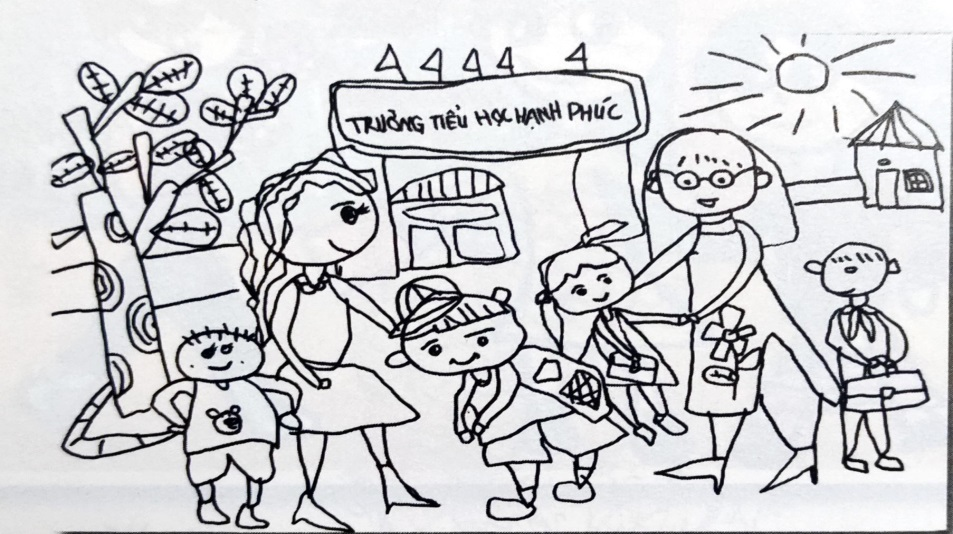 TRƯỜNG TIỂU HỌC HẠNH PHÚC